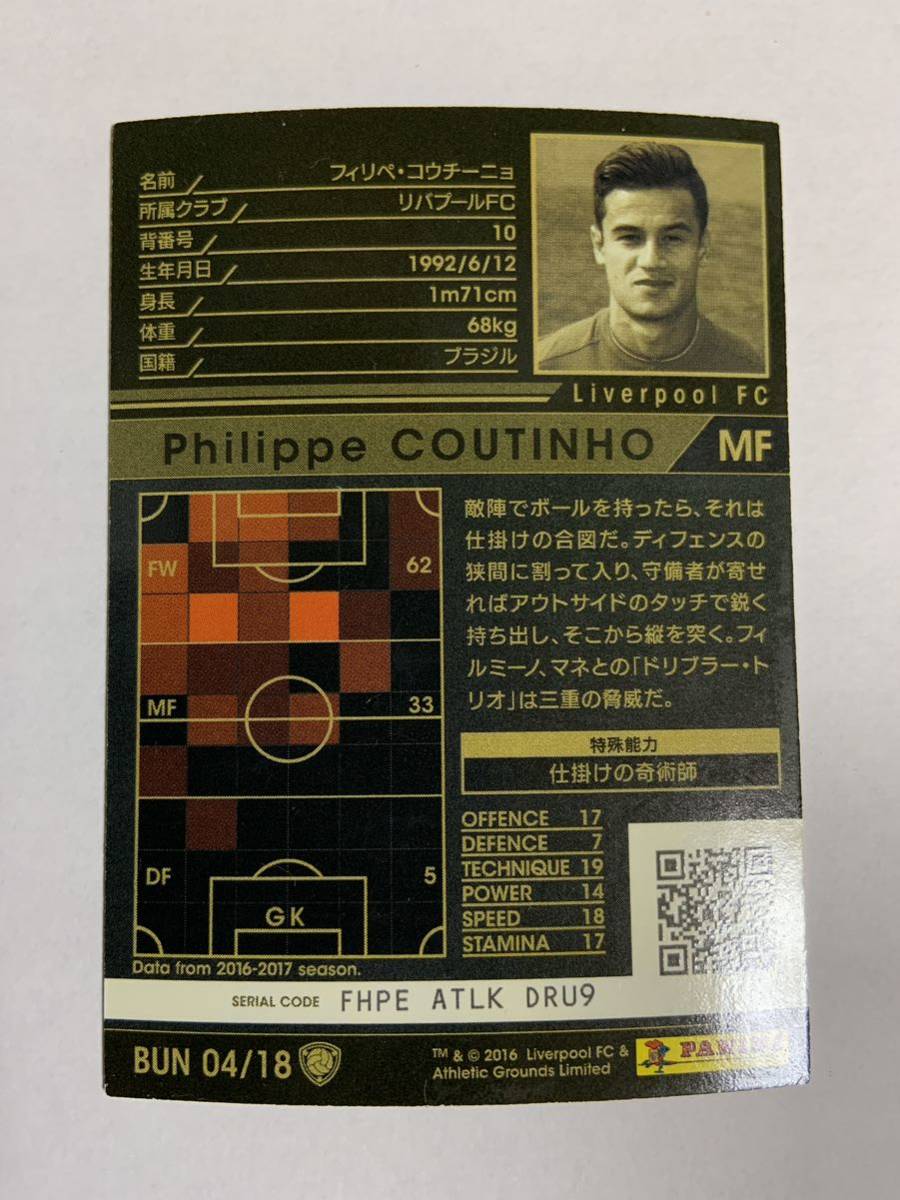 名前 フィリペ・コウチーニョ
所属クラブ リバプールFC
背番号 10
生年月日 1992/6/12
身長 1m71cm
体重 68kg
国籍 ブラジル
Liverpool FC
Philippe COUTINHO MF
FW 62
MF 33
DF 5
GK
Data from 2016-2017 season.
敵陣でボールを持ったら、それは
仕掛けの合図だ。ディフェンスの
狭間に割って入り、守備者が寄せ
ればアウトサイドのタッチで鋭く
持ち出し、そこから縦を突く。フィ
ルミーノ、マネとの「ドリブラー・ト
リオ」は三重の脅威だ。
特殊能力
仕掛けの奇術師
OFFENCE 17
DEFENCE 7
TECHNIQUE 19
POWER 14
SPEED 18
STAMINA 17
SERIAL CODE FHPE ATLK DRU9
BUN 04/18
TM & © 2016 Liverpool FC &
Athletic Grounds Limited
PANINI